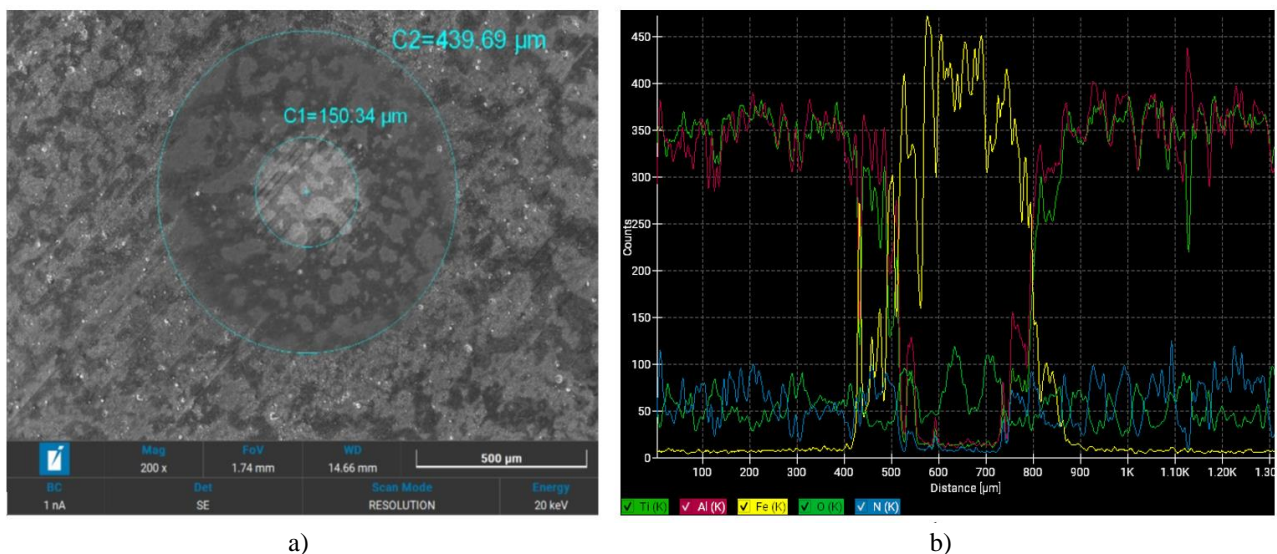 C2=439.69 µm
C1=150.34 µm
Mag FoV WD
200 x 1.74 mm 14.66 mm 500 µm
BC Det Scan Mode Energy
1 nA SE RESOLUTION 20 keV
a)
450
400
350
300
250
200
150
100
50
0
Counts
100 200 300 400 500 600 700 800 900 1K 1.10K 1.20K 1.30
Distance [µm]
Ti (K) Al (K) Fe (K) O (K) N (K)
b)